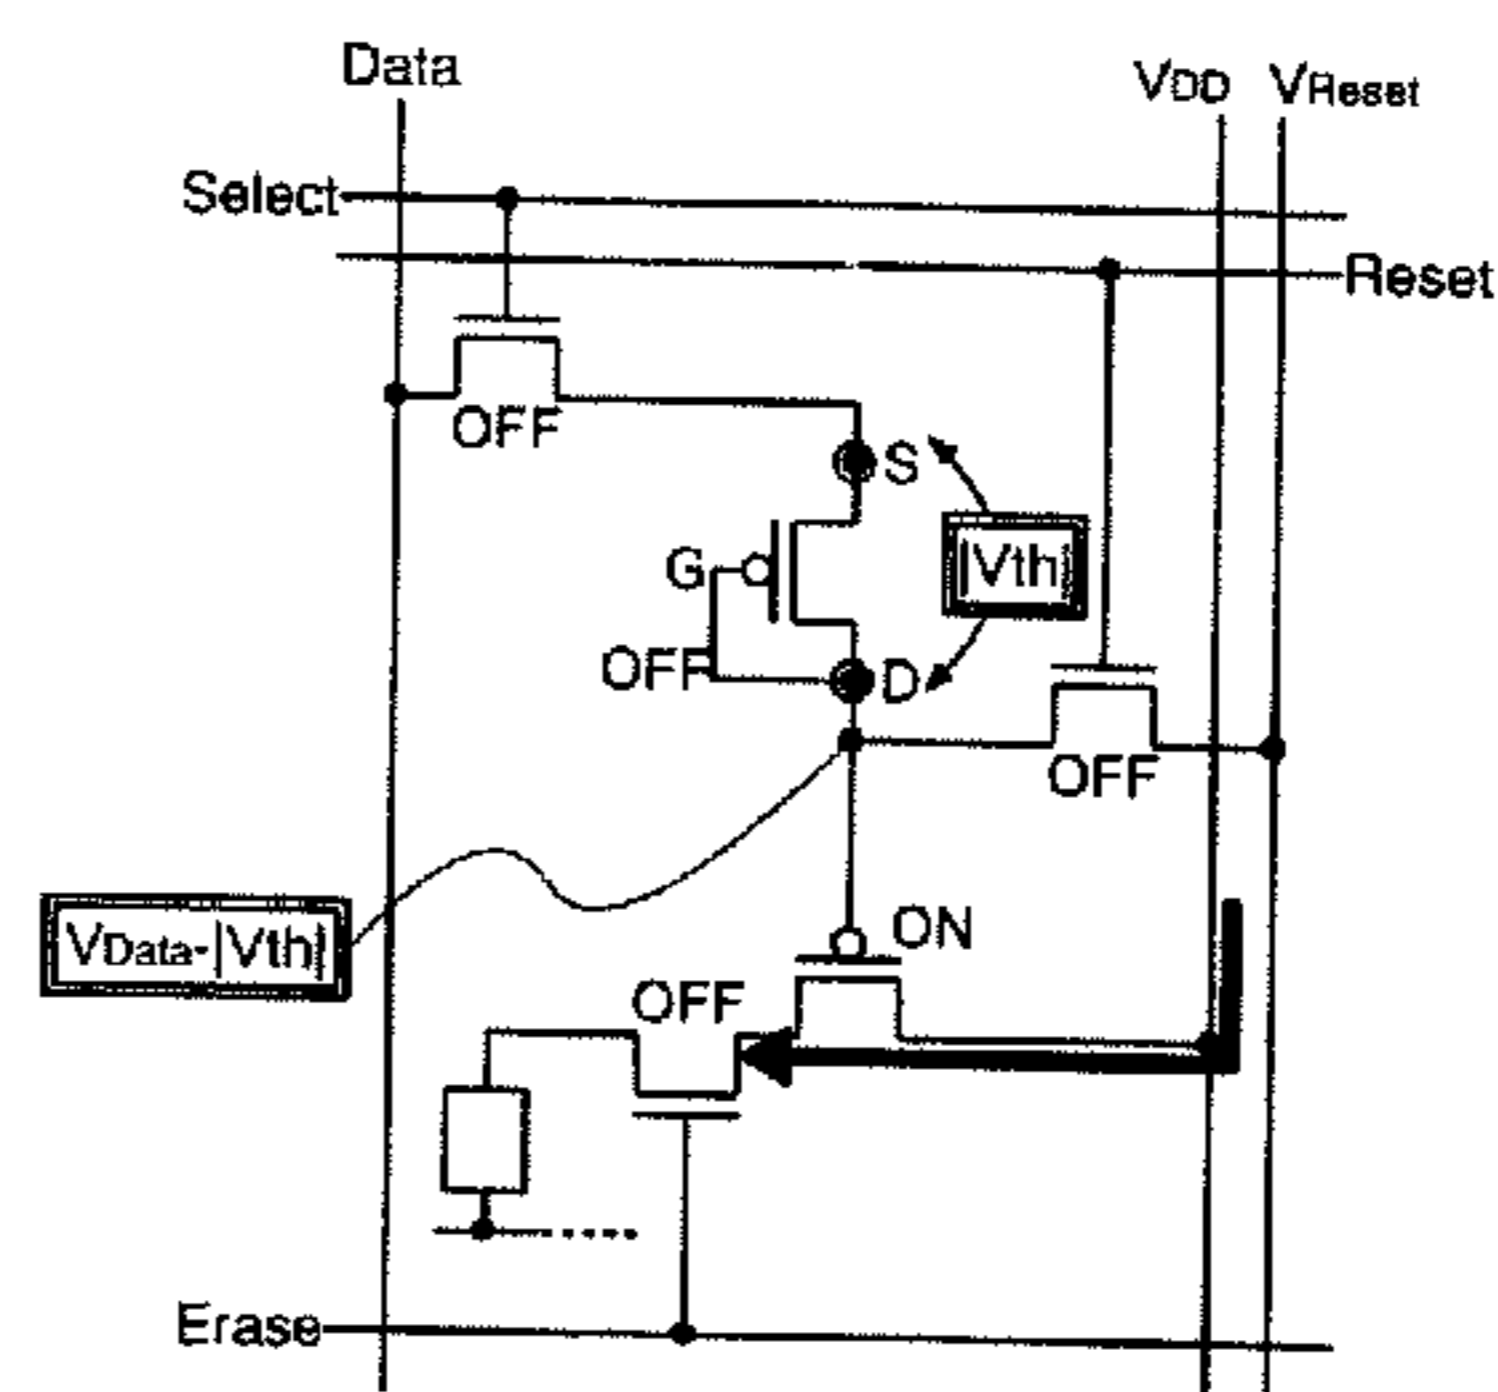 Data
VDD
VReset
Select
Reset
OFF
S
|Vth|
G
OFF
D
OFF
VData-|Vth|
ON
OFF
Erase